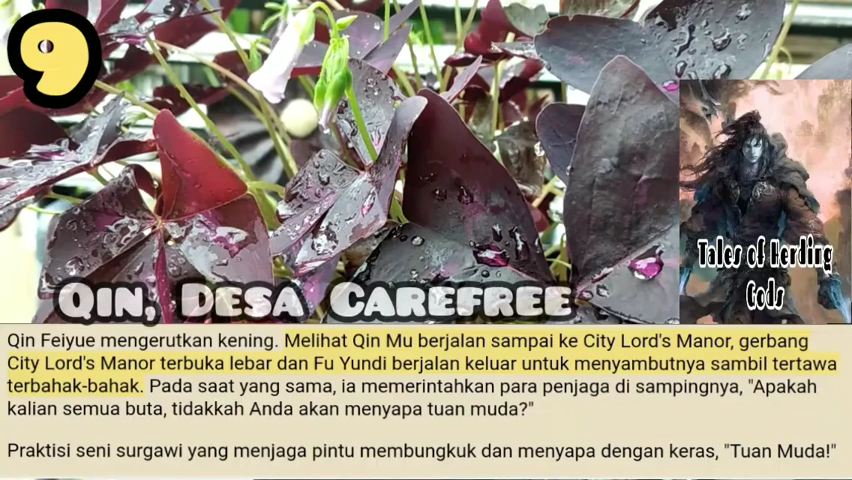 9
Tales of Herding
Gods
Qin, Desa Carefree
Qin Feiyue mengerutkan kening. Melihat Qin Mu berjalan sampai ke City Lord's Manor, gerbang
City Lord's Manor terbuka lebar dan Fu Yundi berjalan keluar untuk menyambutnya sambil tertawa
terbahak-bahak. Pada saat yang sama, ia memerintahkan para penjaga di sampingnya, "Apakah
kalian semua buta, tidakkah Anda akan menyapa tuan muda?"
Praktisi seni surgawi yang menjaga pintu membungkuk dan menyapa dengan keras, "Tuan Muda!"